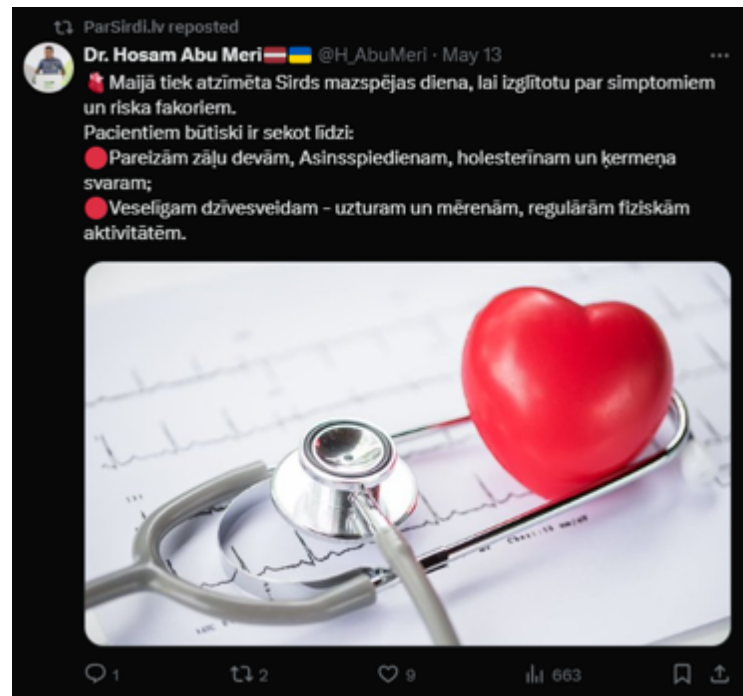 ParSirdi.lv reposted
Dr. Hosam Abu Meri @H_AbuMeri · May 13
Maijā tiek atzīmēta Sirds mazspējas diena, lai izglītotu par simptomiem
un riska fakoriem.
Pacientiem būtiski ir sekot līdzi:
Pareizām zāļu devām, Asinsspiedienam, holesterīnam un ķermeņa
svaram;
Veselīgam dzīvesveidam – uzturam un mērenām, regulārām fiziskām
aktivitātēm.
1 2 9 663